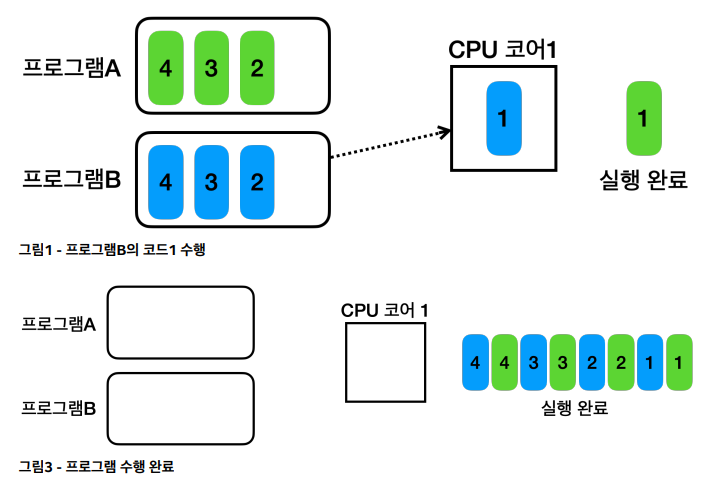 프로그램A
4 3 2
CPU 코어1
1
1
실행 완료
프로그램B
4 3 2
그림1 - 프로그램B의 코드1 수행
프로그램A
CPU 코어 1
4 4 3 3 2 2 1 1
실행 완료
프로그램B
그림3 - 프로그램 수행 완료